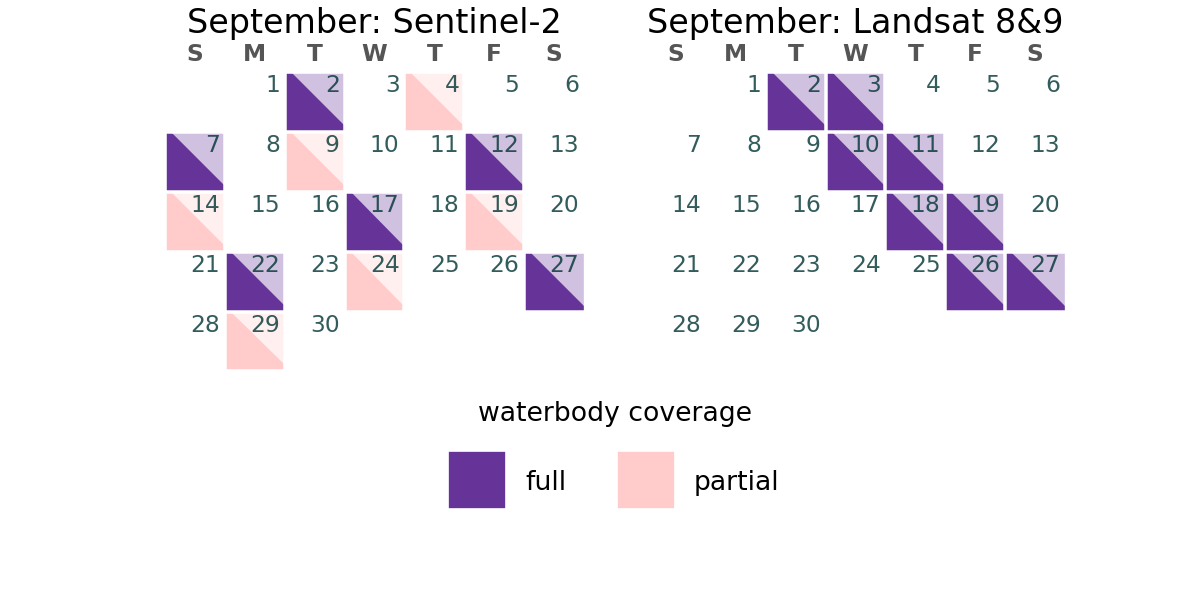 September: Sentinel-2
S M T W T F S
1 2 3 4 5 6
7 8 9 10 11 12 13
14 15 16 17 18 19 20
21 22 23 24 25 26 27
28 29 30
September: Landsat 8&9
S M T W T F S
1 2 3 4 5 6
7 8 9 10 11 12 13
14 15 16 17 18 19 20
21 22 23 24 25 26 27
28 29 30
waterbody coverage
full partial